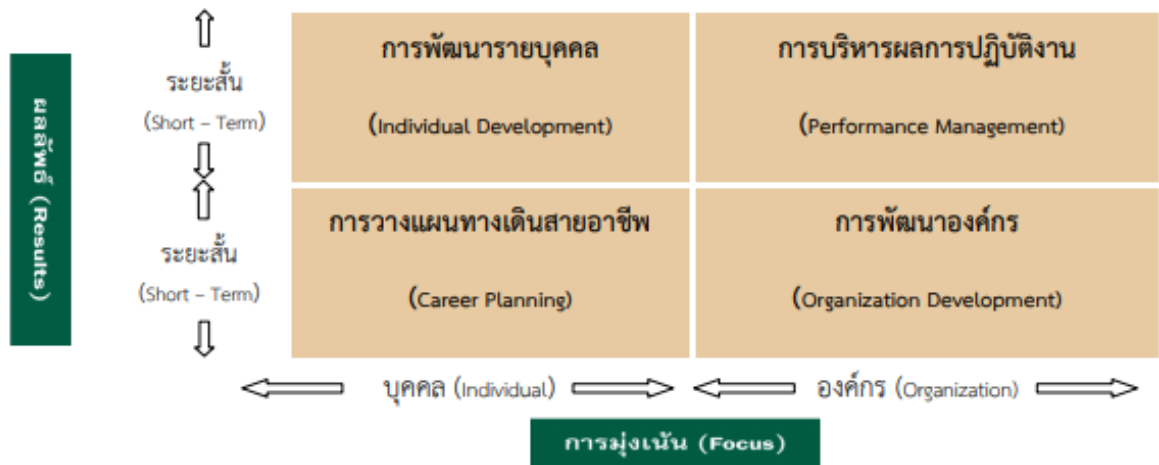 ผลลัพธ์ (Results)
ระยะสั้น
(Short – Term)
การพัฒนารายบุคคล
(Individual Development)
การบริหารผลการปฏิบัติงาน
(Performance Management)
ระยะสั้น
(Short – Term)
การวางแผนทางเดินสายอาชีพ
(Career Planning)
การพัฒนาองค์กร
(Organization Development)
บุคคล (Individual)
องค์กร (Organization)
การมุ่งเน้น (Focus)